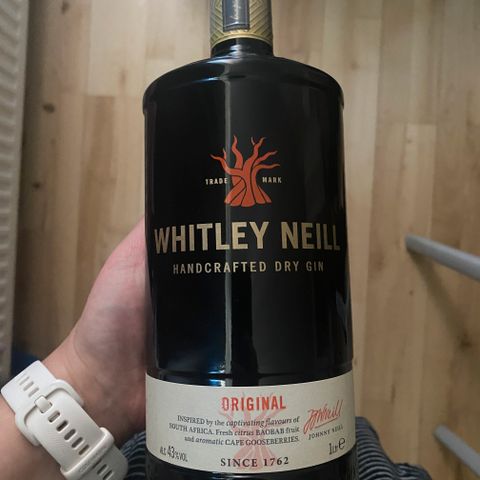 TRADE MARK
WHITLEY NEILL
HANDCRAFTED DRY GIN
ORIGINAL
INSPIRED by the captivating flavours of
SOUTH AFRICA. Fresh citrus BAOBAB fruit
and aromatic CAPE GOOSEBERRIES.
JOHNNY NEILL
ALC 43%VOL
1Ltr℮
SINCE 1762